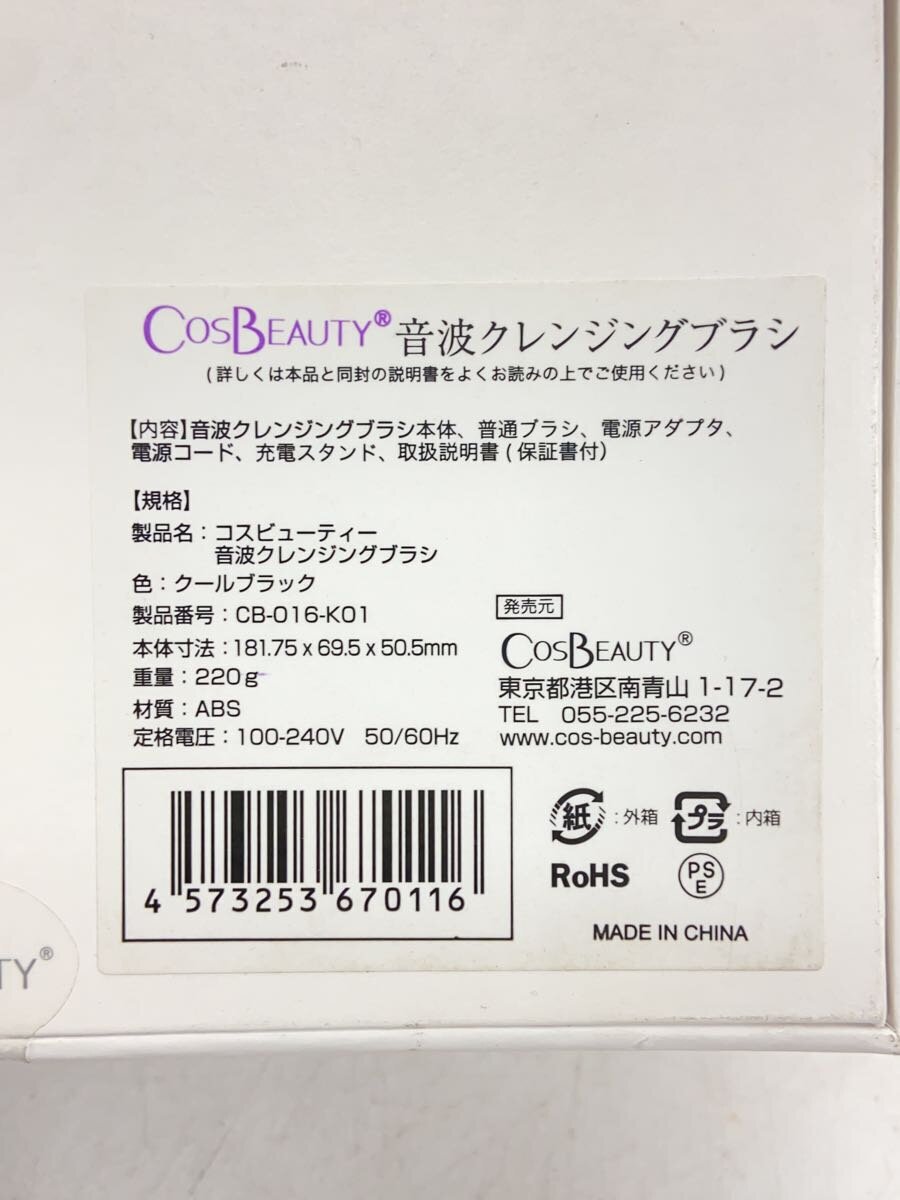 COSBEAUTY® 音波クレンジングブラシ
(詳しくは本品と同封の説明書をよくお読みの上でご使用ください)
【内容】音波クレンジングブラシ本体、普通ブラシ、電源アダプタ、
電源コード、充電スタンド、取扱説明書(保証書付)
【規格】
製品名：コスビューティー
音波クレンジングブラシ
色：クールブラック
製品番号：CB-016-K01
本体寸法：181.75 x 69.5 x 50.5mm
重量：220g
材質：ABS
定格電圧：100-240V 50/60Hz
発売元
COSBEAUTY®
東京都港区南青山 1-17-2
TEL 055-225-6232
www.cos-beauty.com
4 573253 670116
紙：外箱 プラ：内箱
RoHS PSE
MADE IN CHINA
TY®